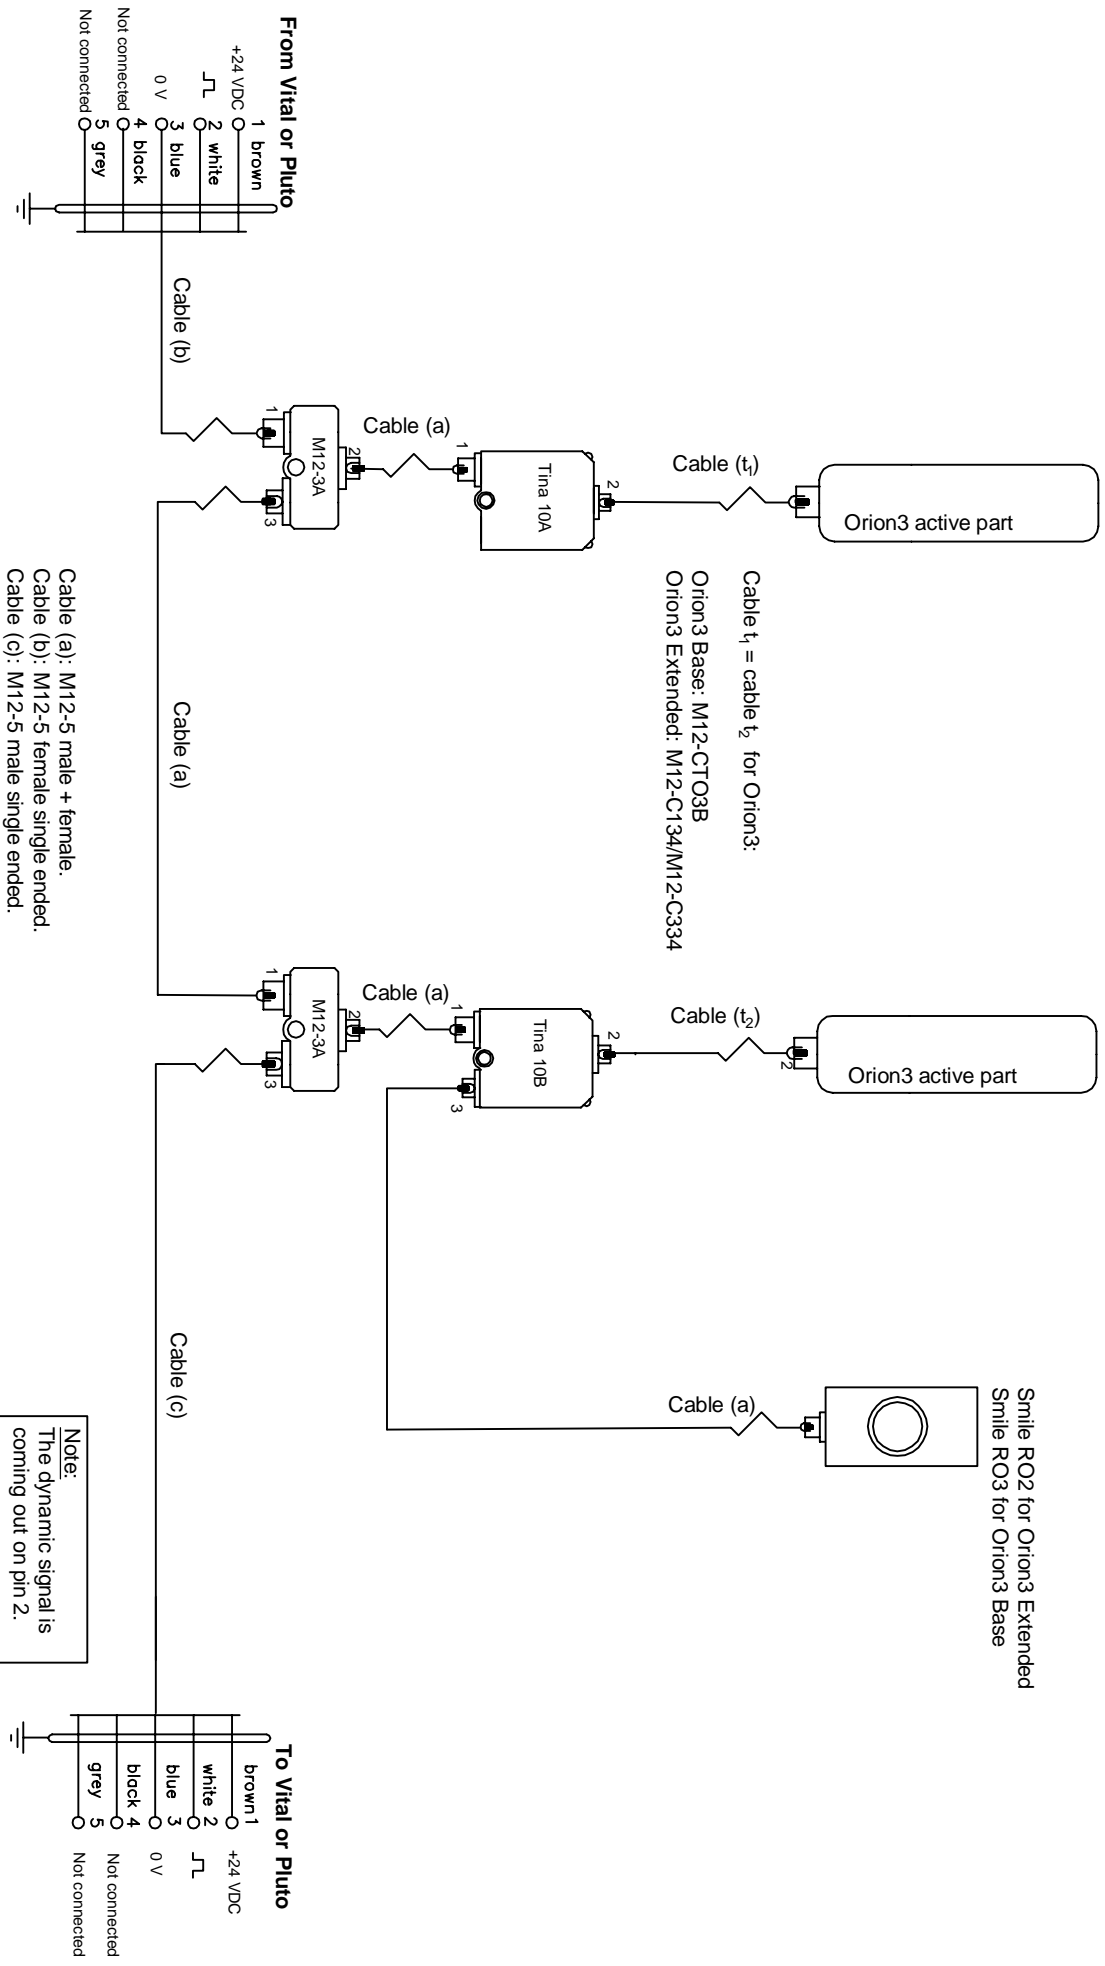 From Vital or Pluto
+24 VDC 1 brown
2 white
0 V 3 blue
Not connected 4 black
Not connected 5 grey
Cable (b)
1
M12-3A
2
3
Cable (a)
1
Tina 10A
2
Cable (t1)
Orion3 active part
Cable t1 = cable t2 for Orion3:
Orion3 Base: M12-CTO3B
Orion3 Extended: M12-C134/M12-C334
Cable (a)
Cable (a): M12-5 male + female.
Cable (b): M12-5 female single ended.
Cable (c): M12-5 male single ended.
1
M12-3A
2
3
Cable (a)
1
Tina 10B
2
3
Cable (t2)
2
Orion3 active part
Cable (a)
Smile RO2 for Orion3 Extended
Smile RO3 for Orion3 Base
Cable (c)
Note:
The dynamic signal is
coming out on pin 2.
To Vital or Pluto
brown 1 +24 VDC
white 2
blue 3 0 V
black 4 Not connected
grey 5 Not connected